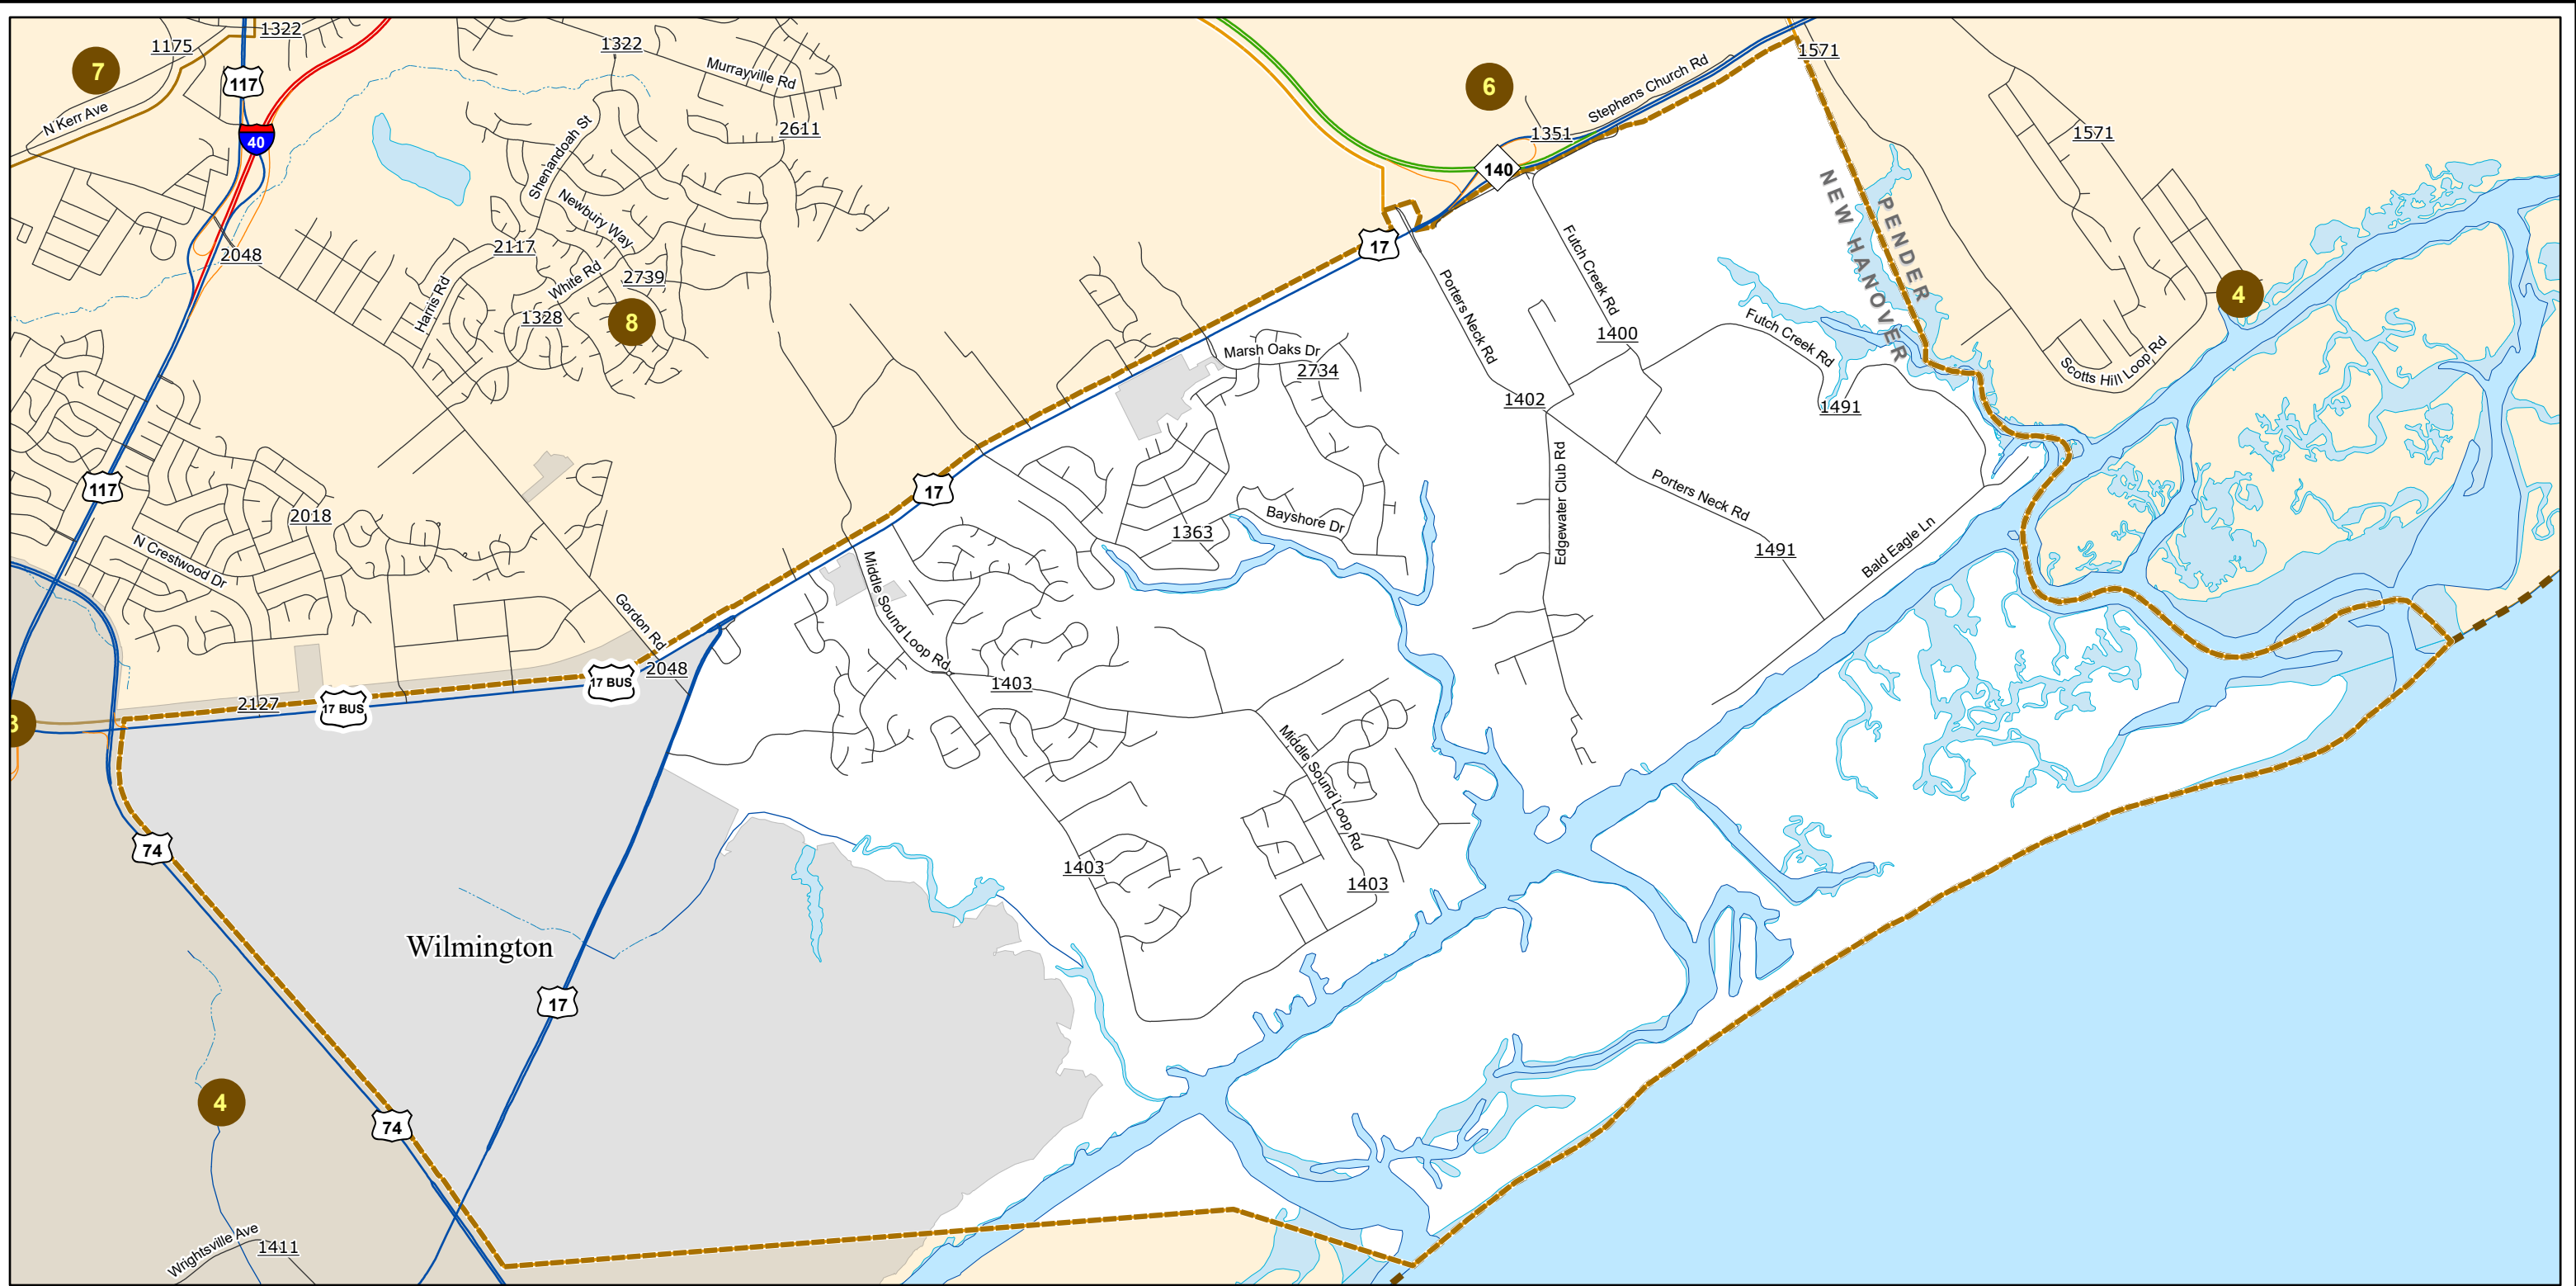 1322
1175
1322
7
117
Murrayville Rd
6
Stephens Church Rd
1571
N Kerr Ave
40
2611
1351
1571
Shenandoah St
140
NEW HANOVER
PENDER
Newbury Way
2117
2048
17
Futch Creek Rd
Porters Neck Rd
White Rd
2739
Harris Rd
1328
8
4
1400
Futch Creek Rd
Marsh Oaks Dr
2734
Scotts Hill Loop Rd
1402
1491
117
17
Edgewater Club Rd
Porters Neck Rd
2018
Bayshore Dr
1363
N Crestwood Dr
1491
Bald Eagle Ln
Middle Sound Loop Rd
Gordon Rd
2048
17 BUS
1403
2127
17 BUS
3
Middle Sound Loop Rd
74
1403
1403
Wilmington
17
4
74
Wrightsville Ave
1411